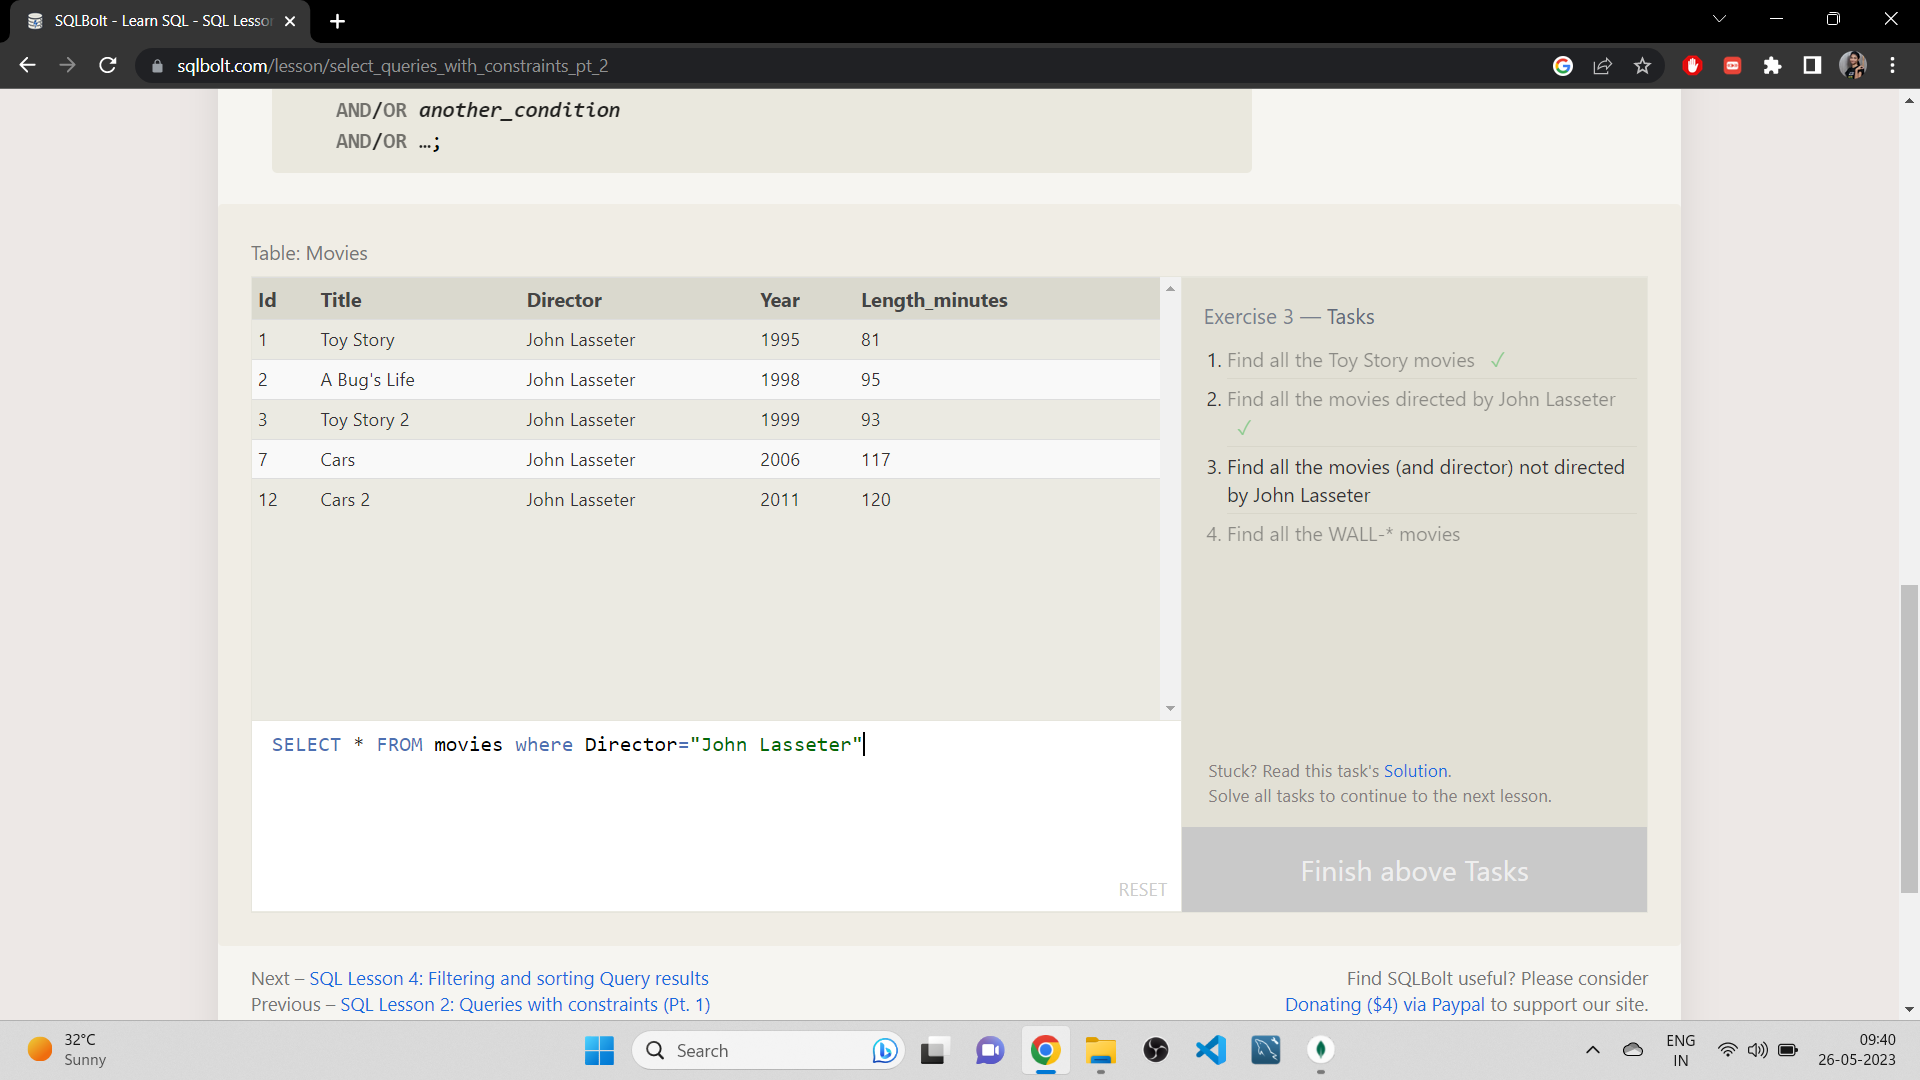 SQLBolt - Learn SQL - SQL Lesso
sqlbolt.com/lesson/select_queries_with_constraints_pt_2
AND/OR another_condition
AND/OR …;
Table: Movies
Id Title Director Year Length_minutes
1 Toy Story John Lasseter 1995 81
2 A Bug's Life John Lasseter 1998 95
3 Toy Story 2 John Lasseter 1999 93
7 Cars John Lasseter 2006 117
12 Cars 2 John Lasseter 2011 120
SELECT * FROM movies where Director="John Lasseter"
RESET
Exercise 3 — Tasks
1. Find all the Toy Story movies ✓
2. Find all the movies directed by John Lasseter
✓
3. Find all the movies (and director) not directed
by John Lasseter
4. Find all the WALL-* movies
Stuck? Read this task's Solution.
Solve all tasks to continue to the next lesson.
Finish above Tasks
Next – SQL Lesson 4: Filtering and sorting Query results
Previous – SQL Lesson 2: Queries with constraints (Pt. 1)
Find SQLBolt useful? Please consider
Donating ($4) via Paypal to support our site.
32°C
Sunny
Search
ENG
IN
09:40
26-05-2023